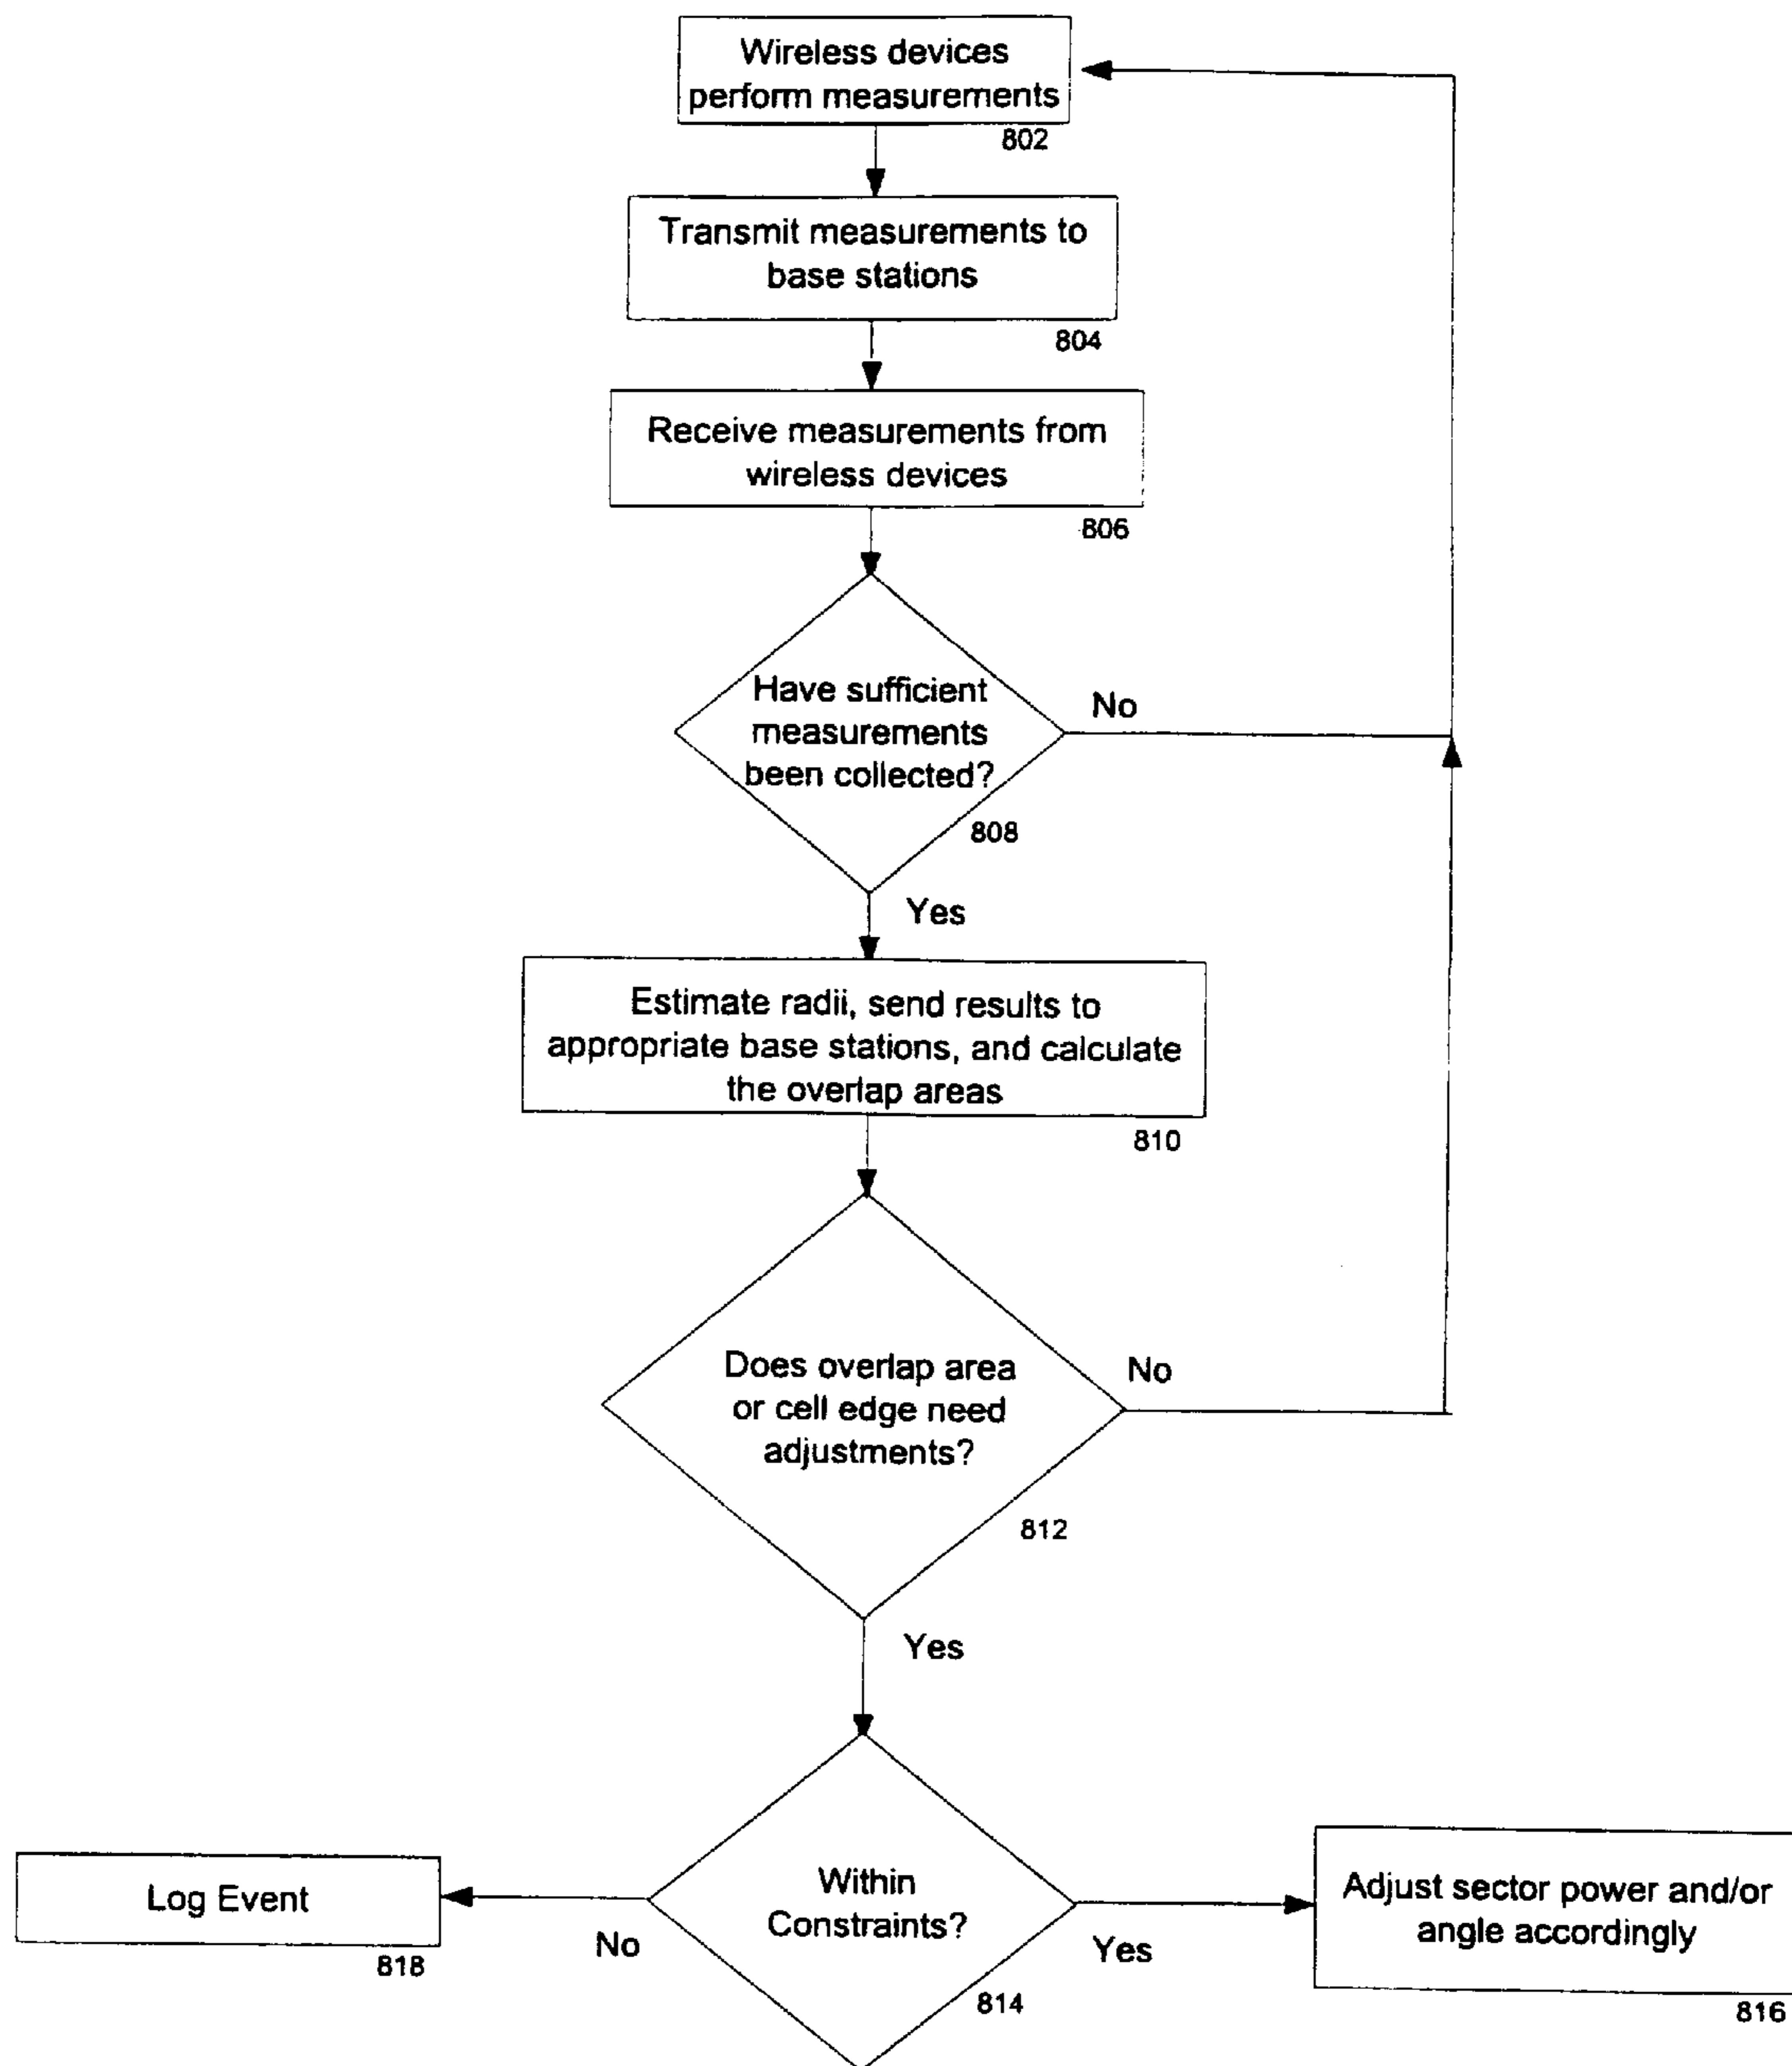 Wireless devices
perform measurements
802
Transmit measurements to
base stations
804
Receive measurements from
wireless devices
806
Have sufficient
measurements
been collected?
No
808
Yes
Estimate radii, send results to
appropriate base stations, and calculate
the overlap areas
810
Does overlap area
or cell edge need
adjustments?
No
812
Yes
Within
Constraints?
814
No
Log Event
818
Yes
Adjust sector power and/or
angle accordingly
816